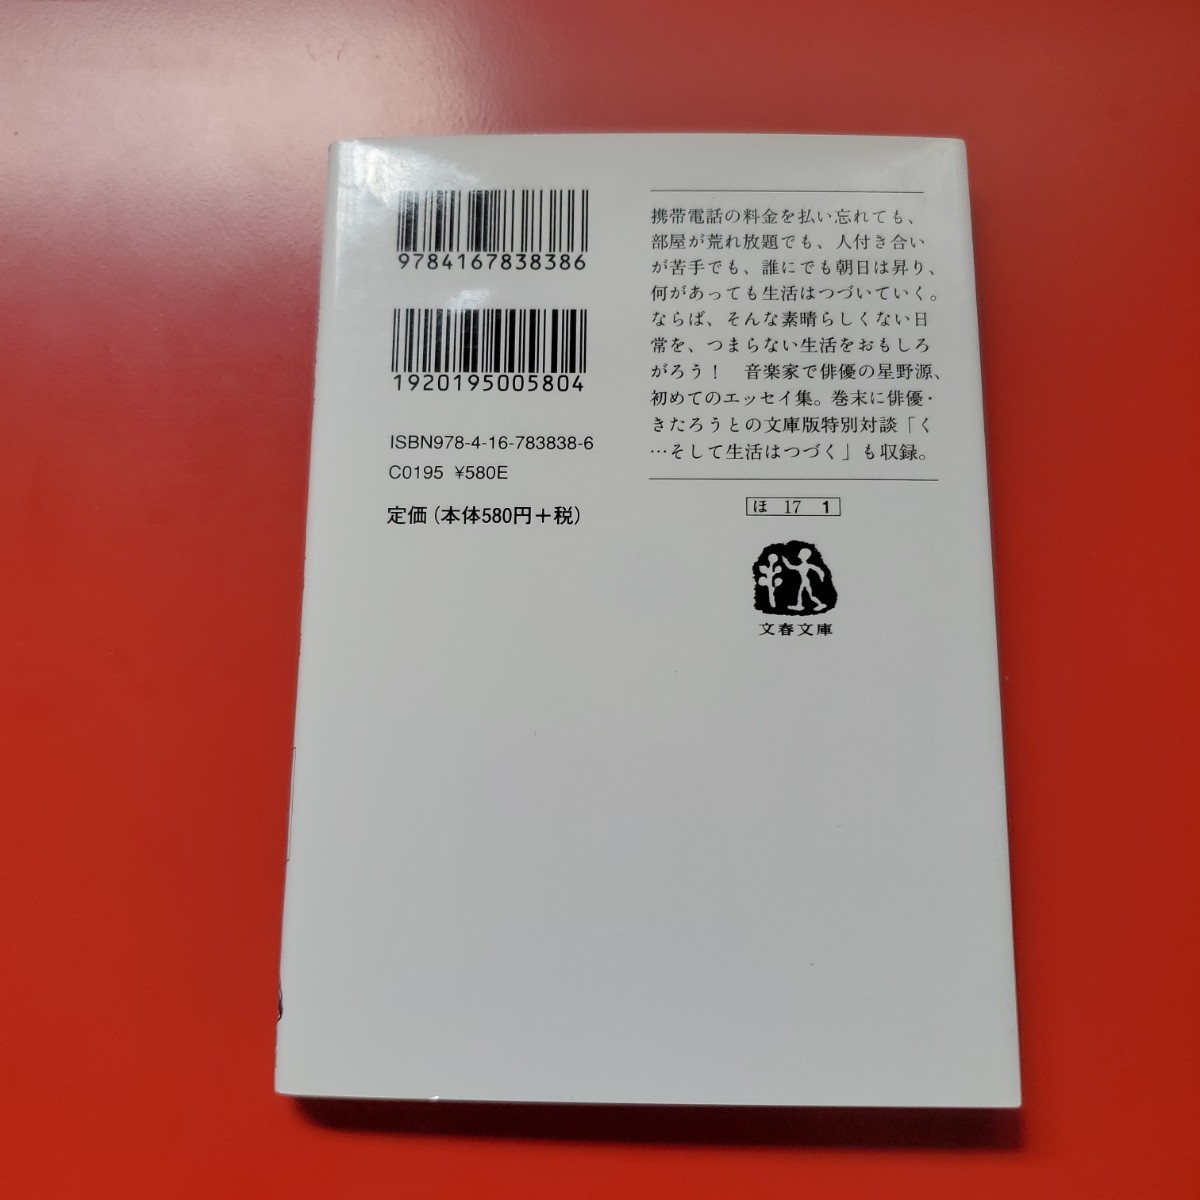 9784167838386
1920195005804
ISBN978-4-16-783838-6
C0195 ¥580E
定価(本体580円+税)
携帯電話の料金を払い忘れても、
部屋が荒れ放題でも、人付き合い
が苦手でも、誰にでも朝日は昇り、
何があっても生活はつづいていく。
ならば、そんな素晴らしくない日
常を、つまらない生活をおもしろ
がろう！　音楽家で俳優の星野源、
初めてのエッセイ集。巻末に俳優・
きたろうとの文庫版特別対談「く
…そして生活はつづく」も収録。
ほ 17 1
文春文庫